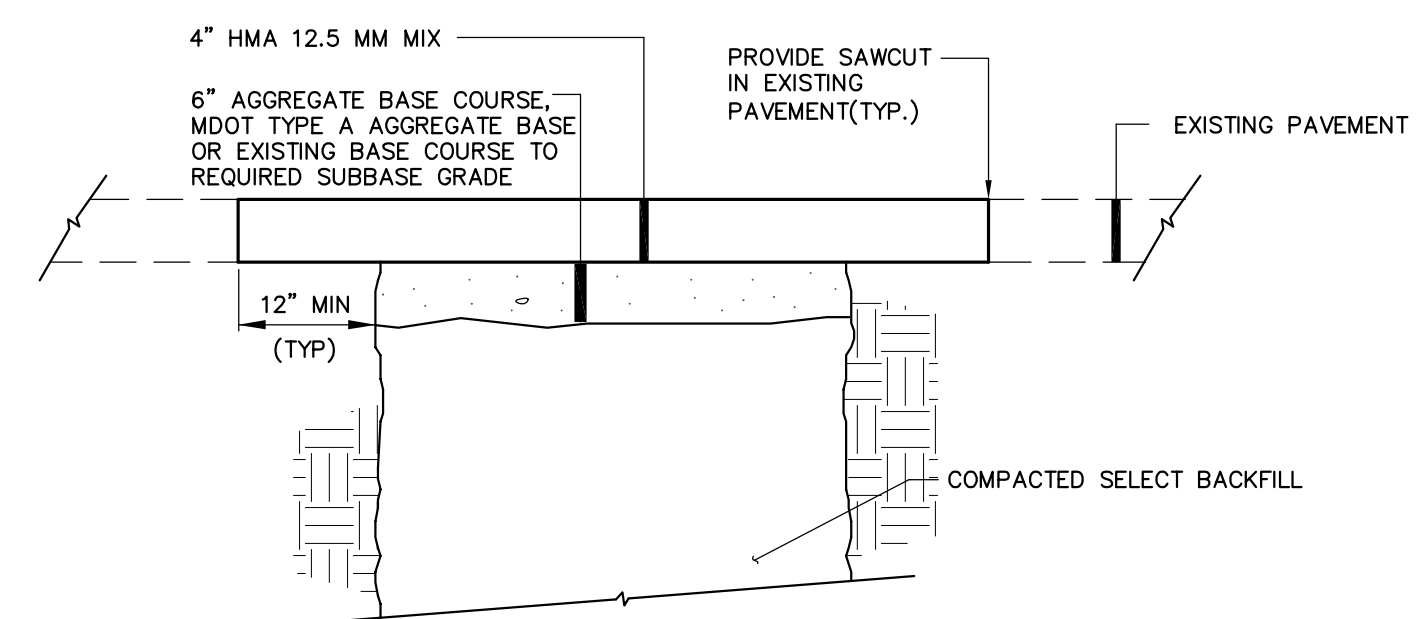 4” HMA 12.5 MM MIX
6” AGGREGATE BASE COURSE,
MDOT TYPE A AGGREGATE BASE
OR EXISTING BASE COURSE TO
REQUIRED SUBBASE GRADE
PROVIDE SAWCUT
IN EXISTING
PAVEMENT(TYP.)
EXISTING PAVEMENT
12” MIN
(TYP)
COMPACTED SELECT BACKFILL